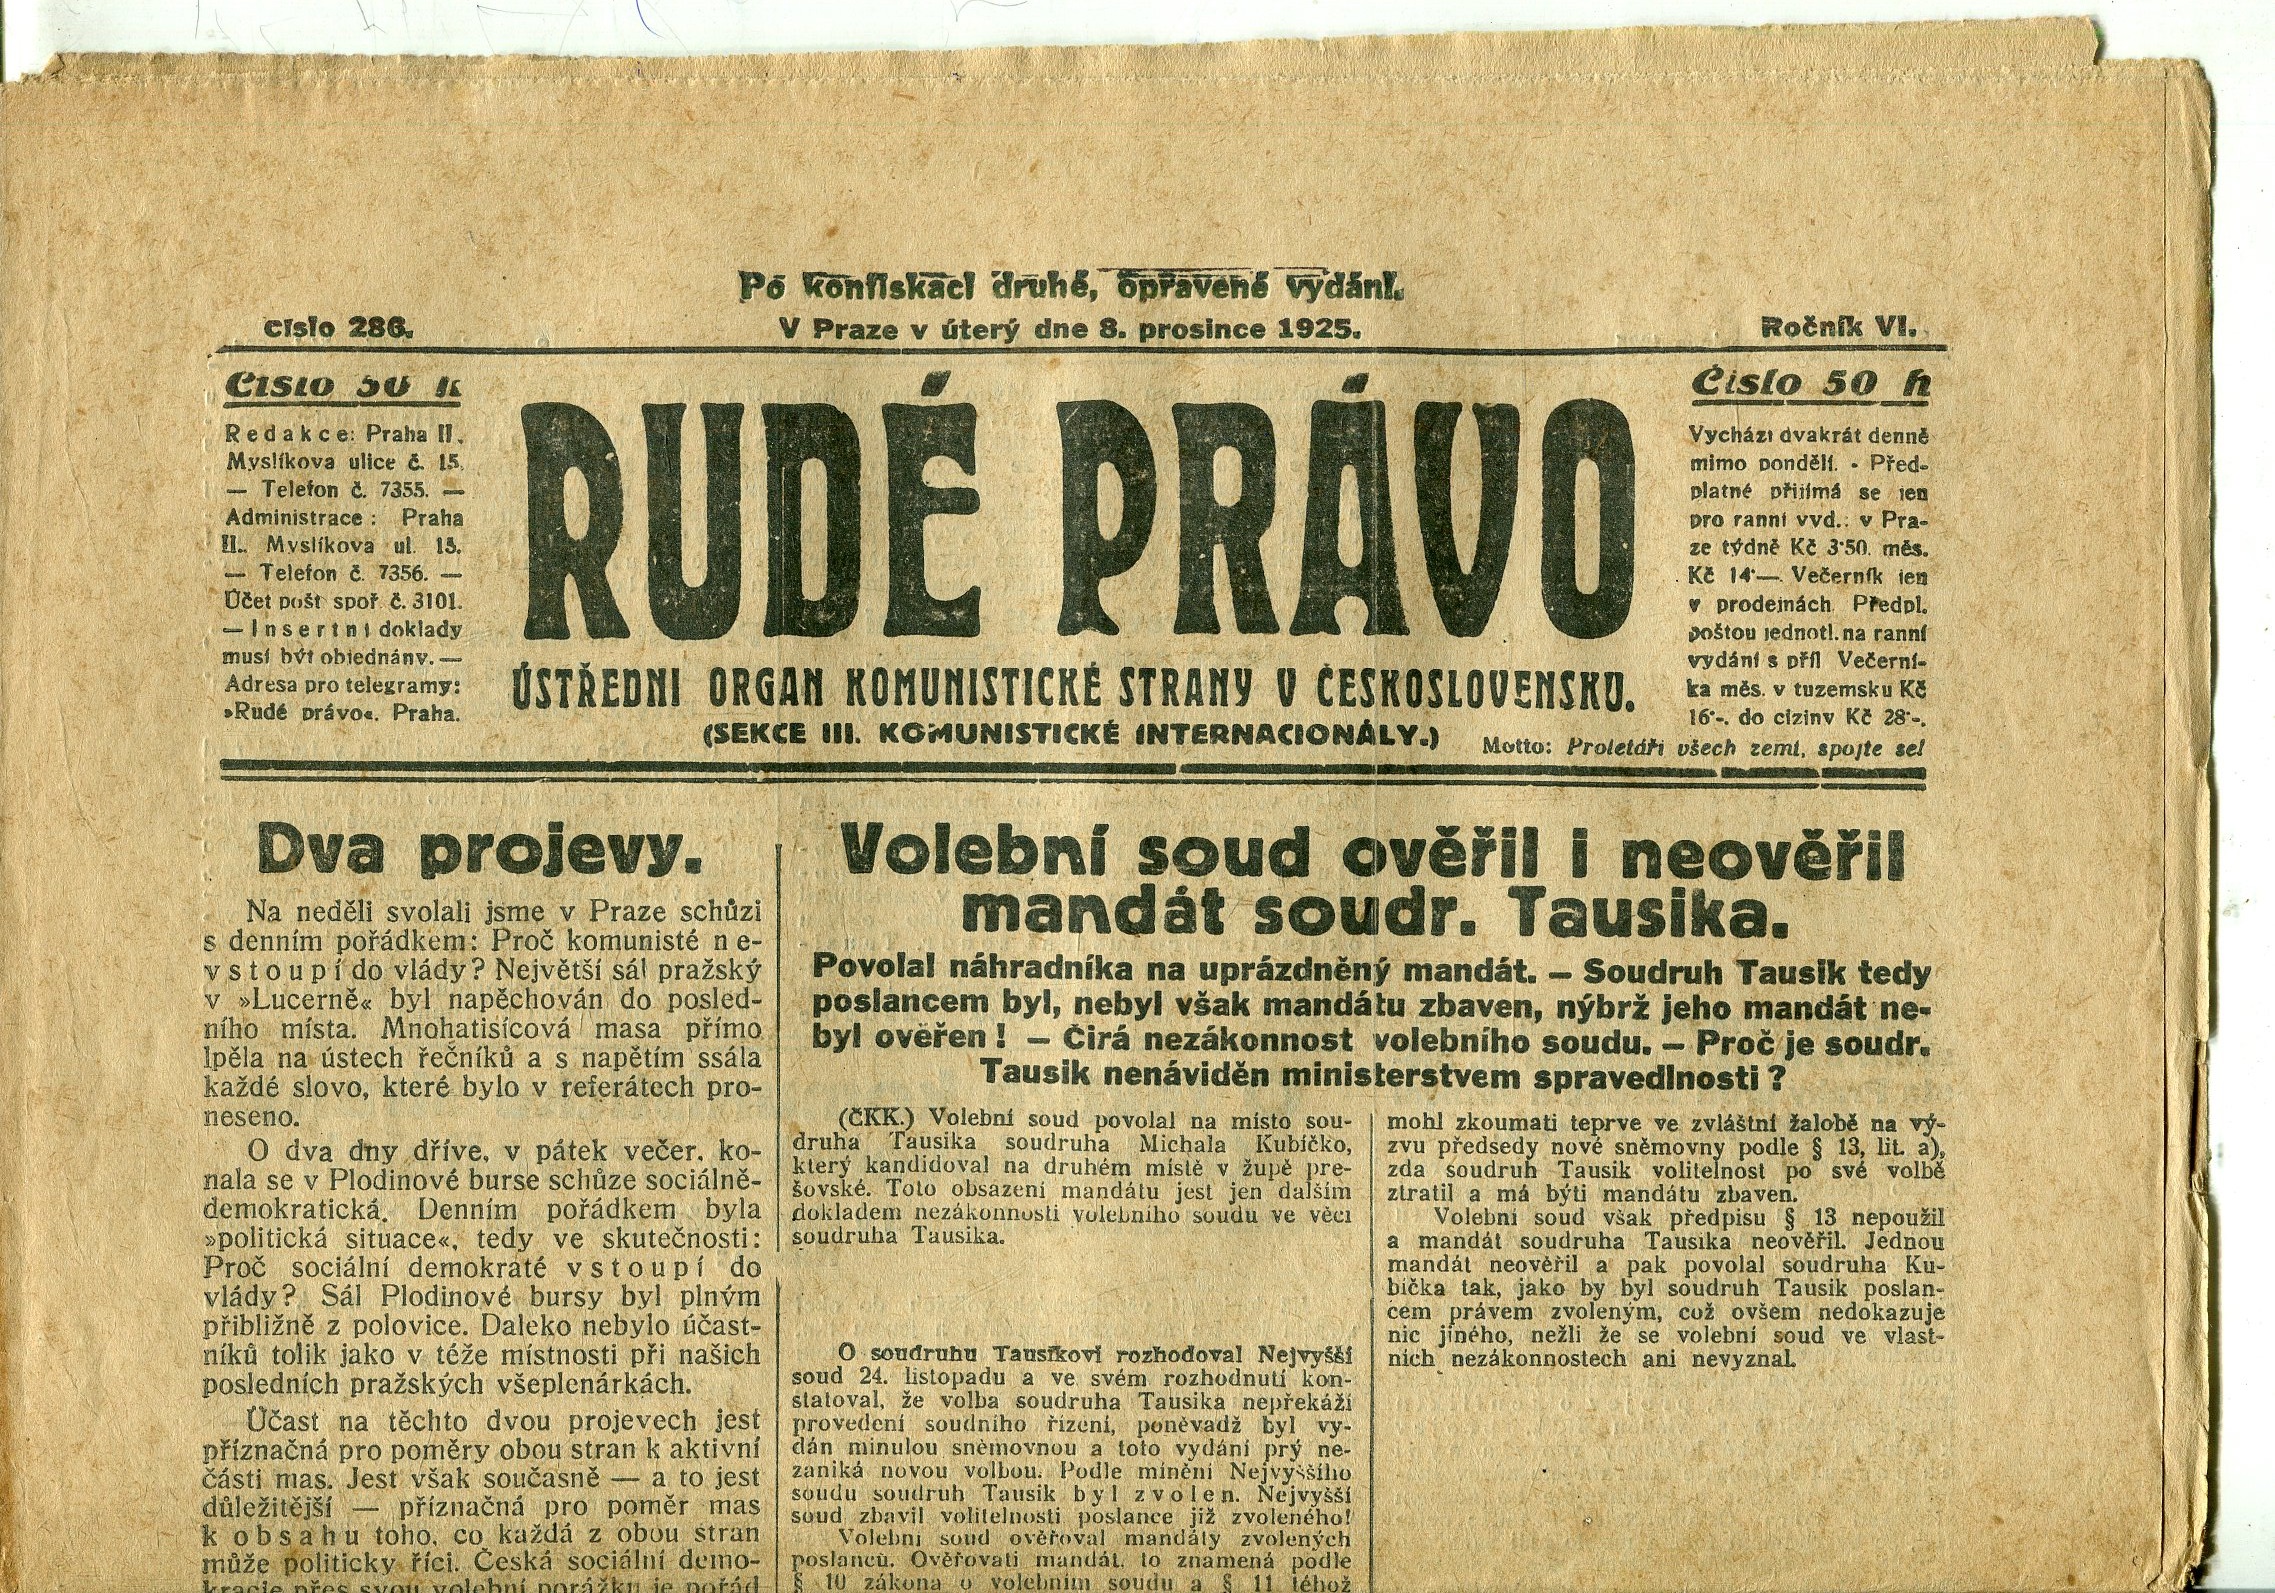 Po konfiskaci druhé, opravené vydání.
Číslo 286.
V Praze v úterý dne 8. prosince 1925.
Ročník VI.
Číslo 50 h
Redakce: Praha II,
Myslíkova ulice č. 15.
— Telefon č. 7355. —
Administrace: Praha
II.. Myslíkova ul. 15.
— Telefon č. 7356. —
Účet pošt spoř. č. 3101.
— Insertní doklady
musí být objednány. —
Adresa pro telegramy:
»Rudé právo«. Praha.
RUDÉ PRÁVO
ÚSTŘEDNÍ ORGAN KOMUNISTICKÉ STRANY V ČESKOSLOVENSKU.
(SEKCE III. KOMUNISTICKÉ INTERNACIONÁLY.)
Motto: Proletáři všech zemí, spojte se!
Číslo 50 h
Vychází dvakrát denně
mimo pondělí. - Před-
platné přijímá se jen
pro ranní vyd.: v Pra-
ze týdně Kč 3·50. měs.
Kč 14·—. Večerník jen
v prodejnách. Předpl.
poštou jednotl. na ranní
vydání s příl Večerní-
ka měs. v tuzemsku Kč
16·-. do ciziny Kč 28·-.
Dva projevy.
Na neděli svolali jsme v Praze schůzi
s denním pořádkem: Proč komunisté ne-
vstoupí do vlády? Největší sál pražský
v »Lucerně« byl napěchován do posled-
ního místa. Mnohatisícová masa přímo
lpěla na ústech řečníků a s napětím ssála
každé slovo, které bylo v referátech pro-
neseno.
O dva dny dříve, v pátek večer, ko-
nala se v Plodinové burse schůze sociálně-
demokratická. Denním pořádkem byla
»politická situace«, tedy ve skutečnosti:
Proč sociální demokraté vstoupí do
vlády? Sál Plodinové bursy byl plným
přibližně z polovice. Daleko nebylo účast-
níků tolik jako v téže místnosti při našich
posledních pražských všeplenárkách.
Účast na těchto dvou projevech jest
příznačná pro poměry obou stran k aktivní
části mas. Jest však současně — a to jest
důležitější — příznačná pro poměr mas
k obsahu toho, co každá z obou stran
může politicky říci. Česká sociální demo-
kracie přes svou volební porážku je pořád
Volební soud ověřil i neověřil
mandát soudr. Tausika.
Povolal náhradníka na uprázdněný mandát. — Soudruh Tausik tedy
poslancem byl, nebyl však mandátu zbaven, nýbrž jeho mandát ne-
byl ověřen! — Čirá nezákonnost volebního soudu. — Proč je soudr.
Tausik nenáviděn ministerstvem spravedlnosti?
(ČKK.) Volební soud povolal na místo sou-
druha Tausika soudruha Michala Kubíčko,
který kandidoval na druhém místě v župě pre-
šovské. Toto obsazení mandátu jest jen dalším
dokladem nezákonnosti volebního soudu ve věci
soudruha Tausika.
O soudruhu Tausíkovi rozhodoval Nejvyšší
soud 24. listopadu a ve svém rozhodnutí kon-
statoval, že volba soudruha Tausika nepřekáží
provedení soudního řízení, poněvadž byl vy-
dán minulou sněmovnou a toto vydání prý ne-
zaniká novou volbou. Podle mínění Nejvyššího
soudu soudruh Tausik byl zvolen. Nejvyšší
soud zbavil volitelnosti poslance již zvoleného!
Volební soud ověřoval mandáty zvolených
poslanců. Ověřovati mandát, to znamená podle
§ 10 zákona o volebním soudu a § 11 téhož
mohl zkoumati teprve ve zvláštní žalobě na vý-
zvu předsedy nové sněmovny podle § 13, lit. a),
zda soudruh Tausik volitelnost po své volbě
ztratil a má býti mandátu zbaven.
Volební soud však předpisu § 13 nepoužil
a mandát soudruha Tausika neověřil. Jednou
mandát neověřil a pak povolal soudruha Ku-
bíčka tak, jako by byl soudruh Tausik poslan-
cem právem zvoleným, což ovšem nedokazuje
nic jiného, nežli že se volební soud ve vlast-
ních nezákonnostech ani nevyznal.